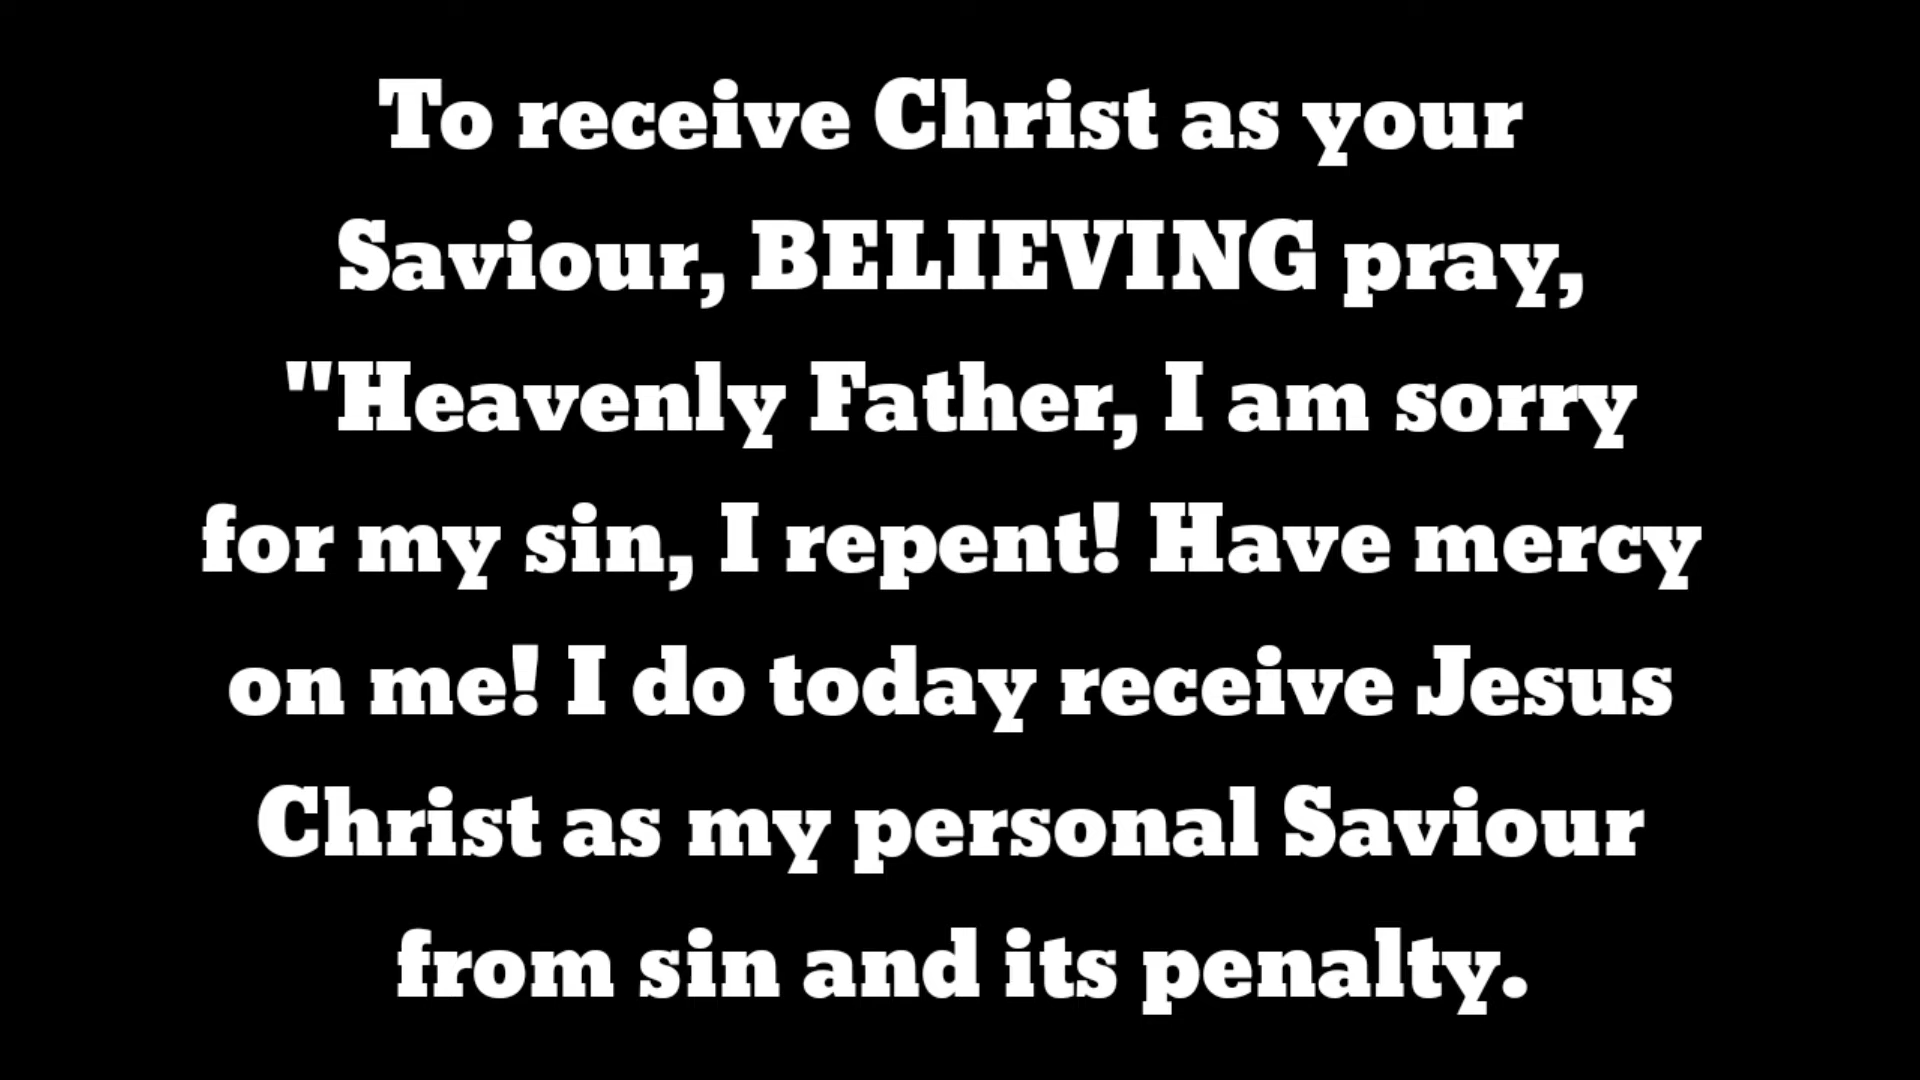 To receive Christ as your
Saviour, BELIEVING pray,
"Heavenly Father, I am sorry
for my sin, I repent! Have mercy
on me! I do today receive Jesus
Christ as my personal Saviour
from sin and its penalty.